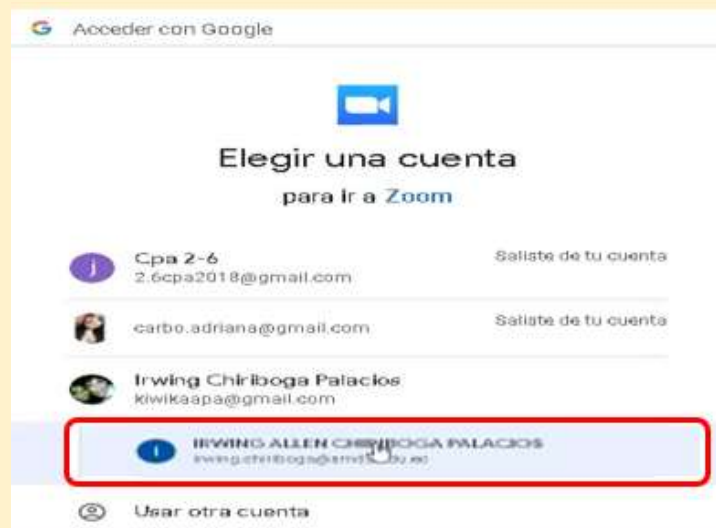 Acceder con Google
Elegir una cuenta
para ir a Zoom
Cpa 2-6
Saliste de tu cuenta
2.6cpa2018@gmail.com
carbo.adriana@gmail.com
Saliste de tu cuenta
Irwing Chiriboga Palacios
kiwikaapa@gmail.com
IRWING ALLEN CHIRIBOGA PALACIOS
Usar otra cuenta